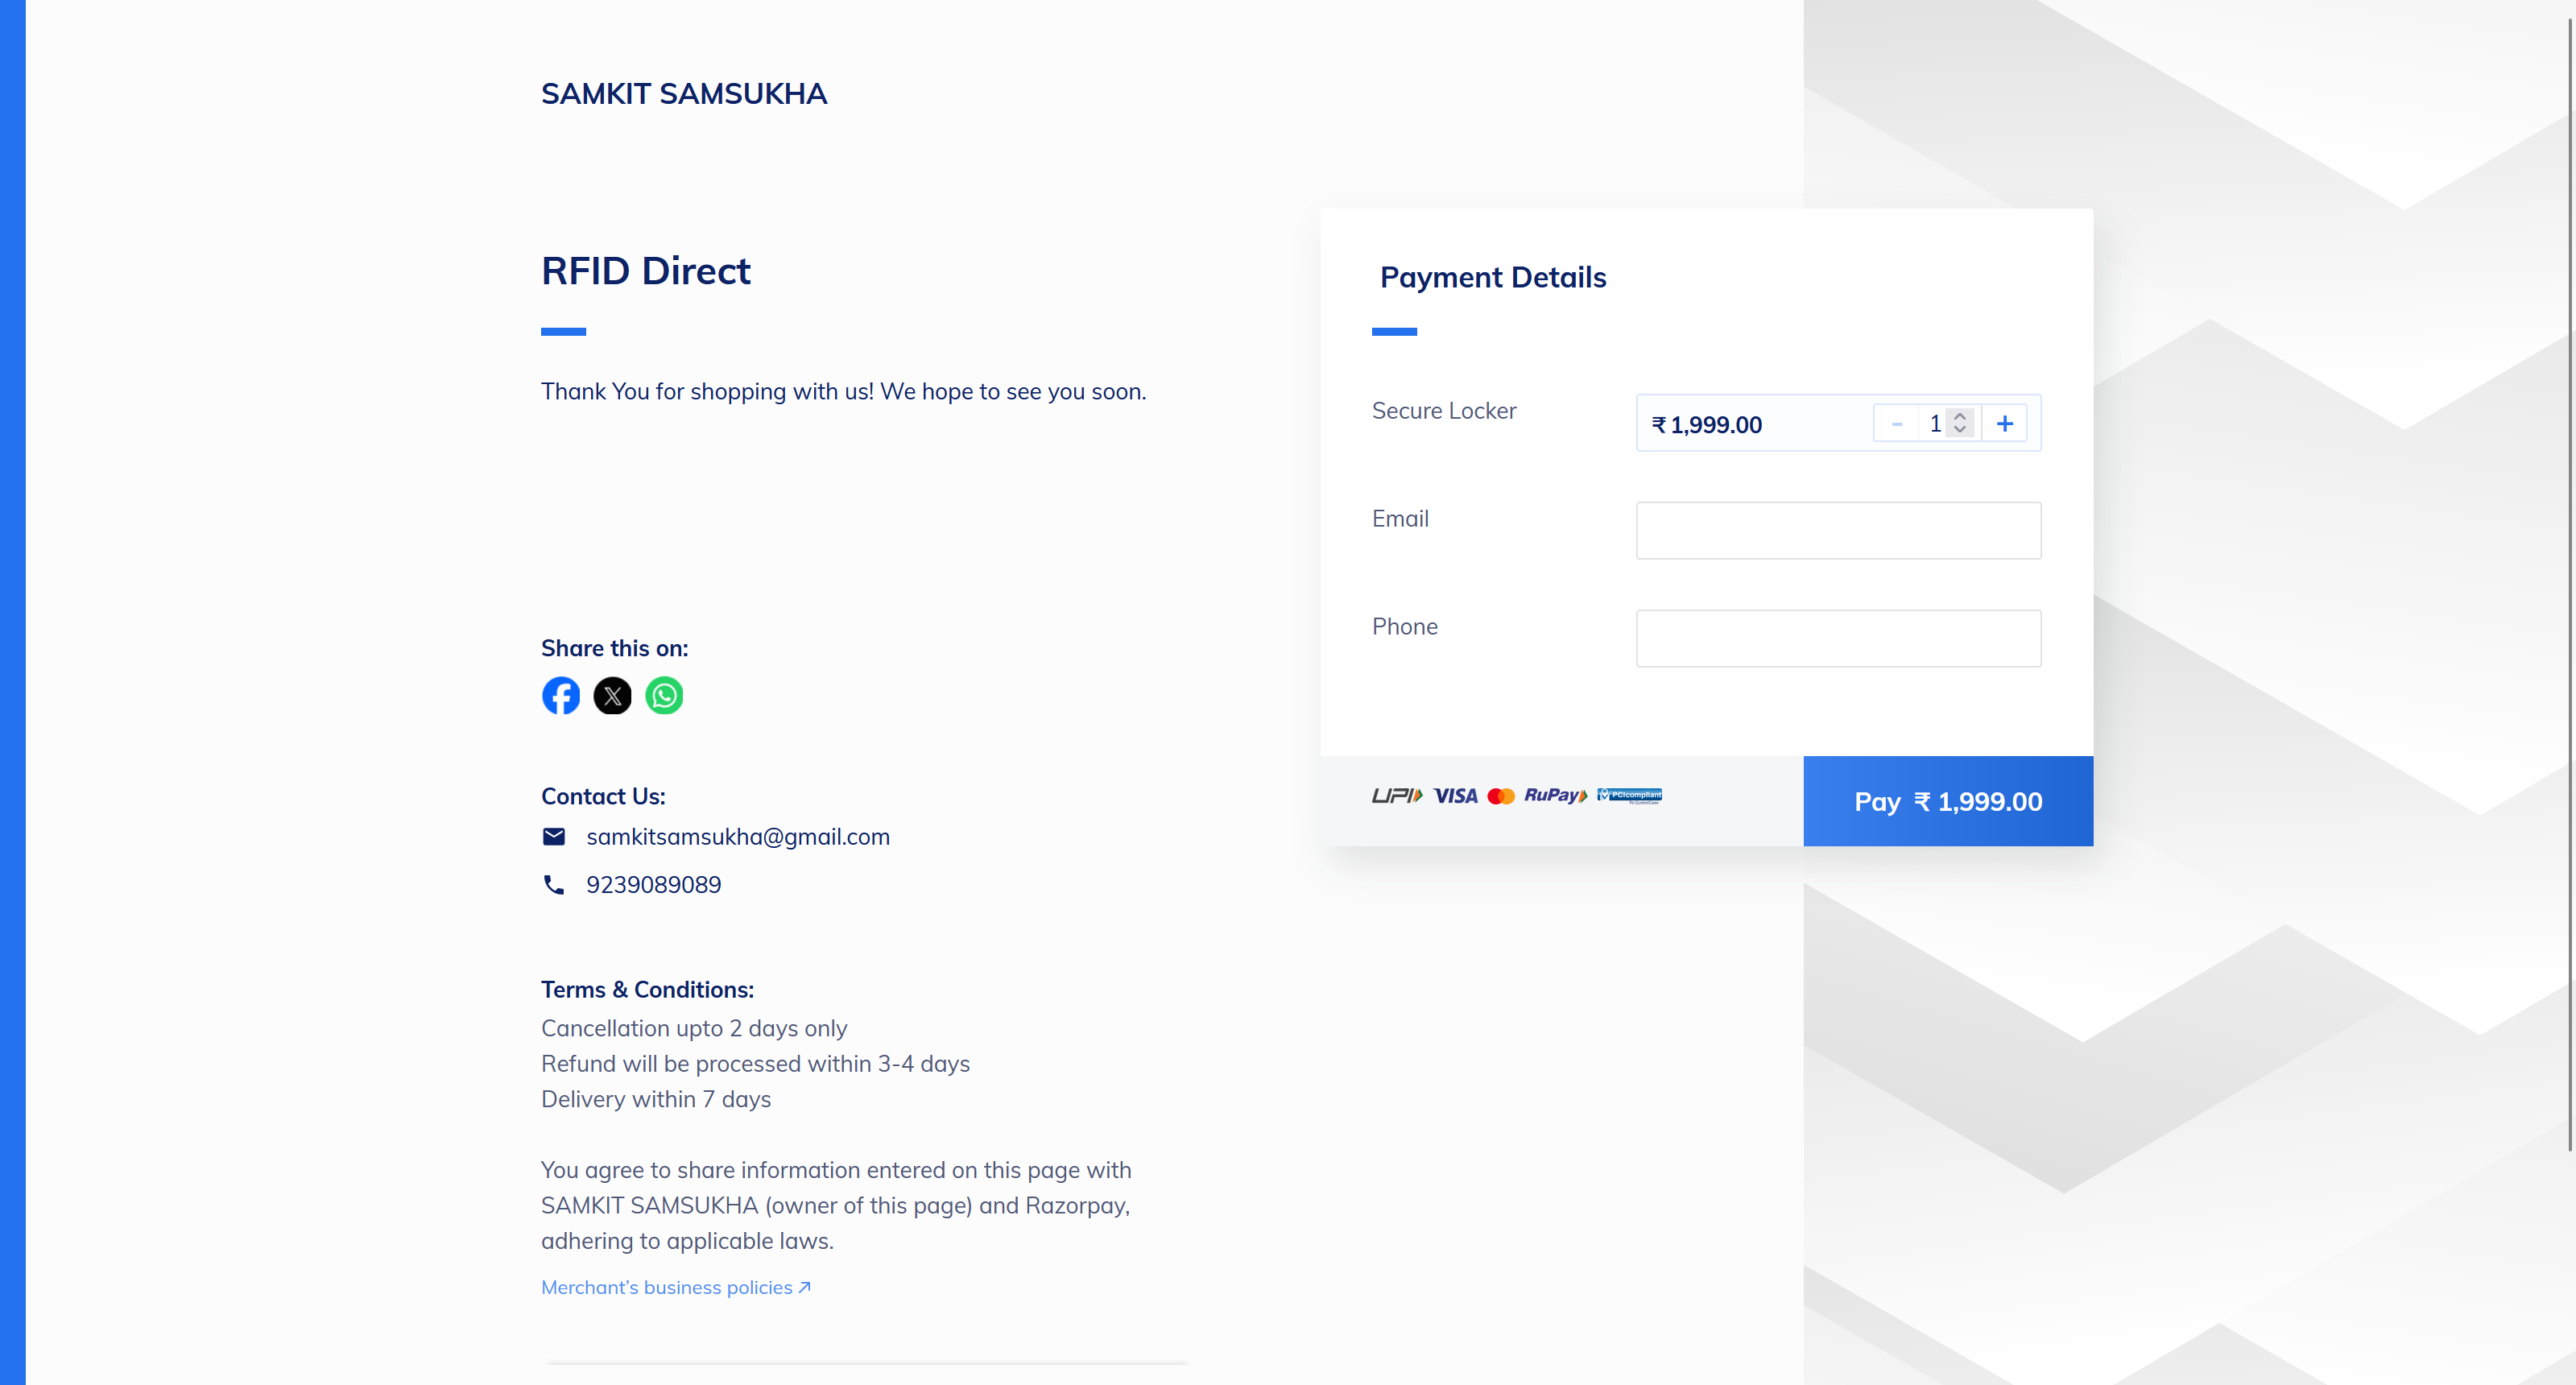 SAMKIT SAMSUKHA
RFID Direct
Thank You for shopping with us! We hope to see you soon.
Share this on:
Contact Us:
samkitsamsukha@gmail.com
9239089089
Terms & Conditions:
Cancellation upto 2 days only
Refund will be processed within 3-4 days
Delivery within 7 days
You agree to share information entered on this page with
SAMKIT SAMSUKHA (owner of this page) and Razorpay,
adhering to applicable laws.
Merchant's business policies
Payment Details
Secure Locker
₹ 1,999.00
- 1 +
Email
Phone
UPI VISA RuPay PCI compliant
Pay ₹ 1,999.00